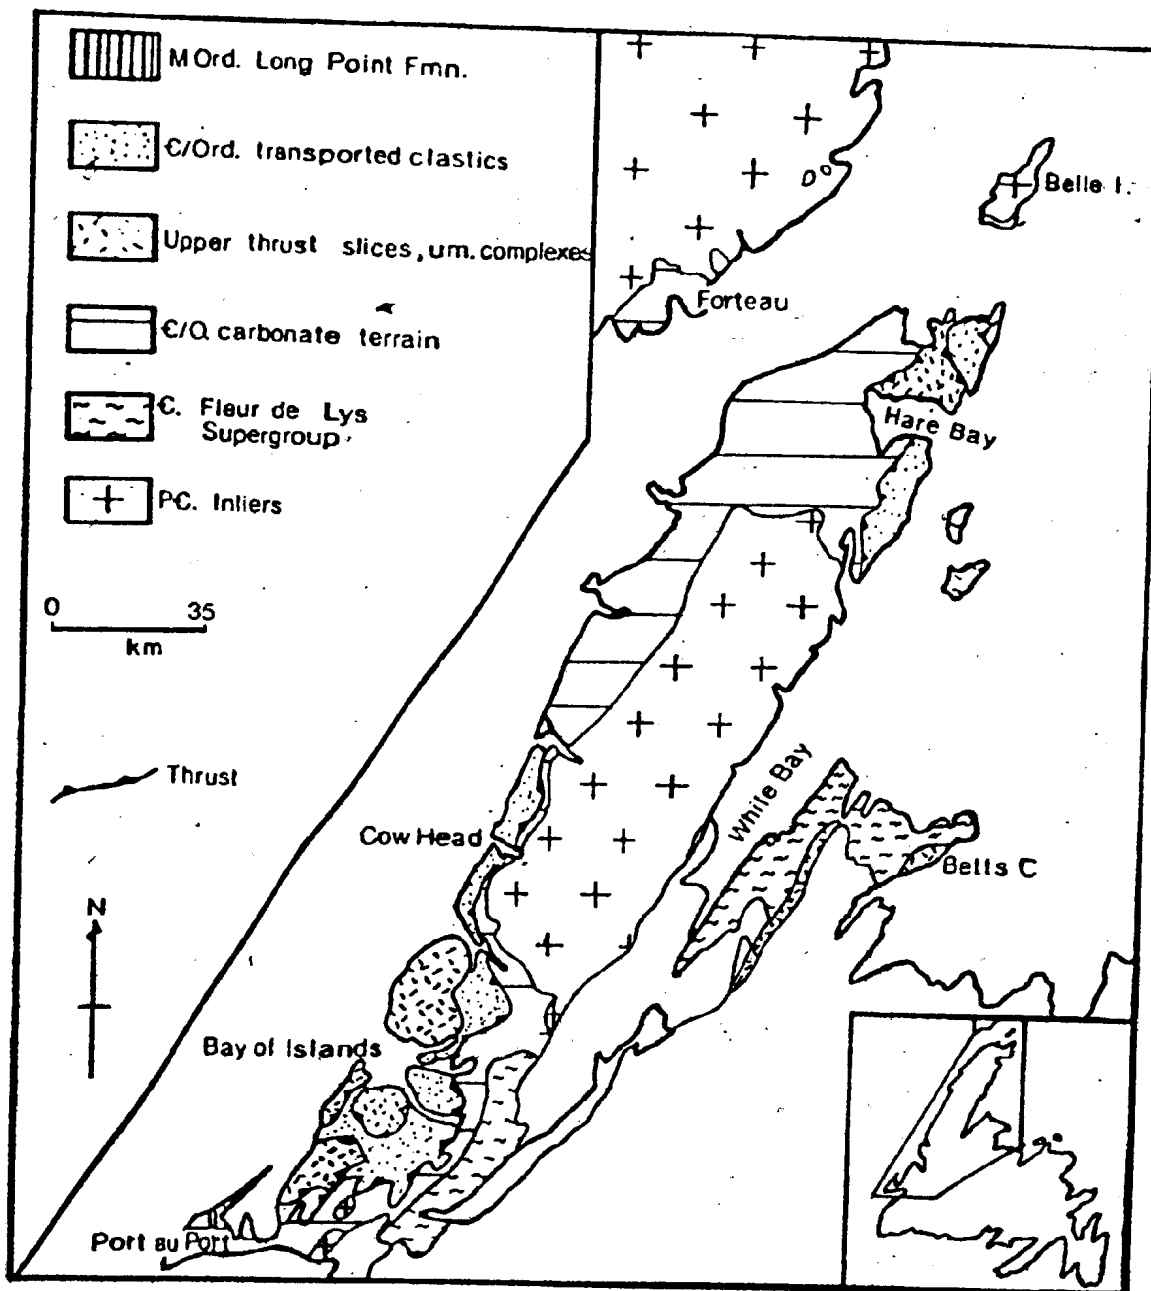 M Ord. Long Point Fmn.
Є/Ord. transported clastics
Upper thrust slices, um. complexes
Є/O carbonate terrain
Є. Fleur de Lys
Supergroup
PЄ. Inliers
0 35
km
Thrust
N
Belle I.
Forteau
Hare Bay
White Bay
Cow Head
Betts C
Bay of Islands
Port au Port